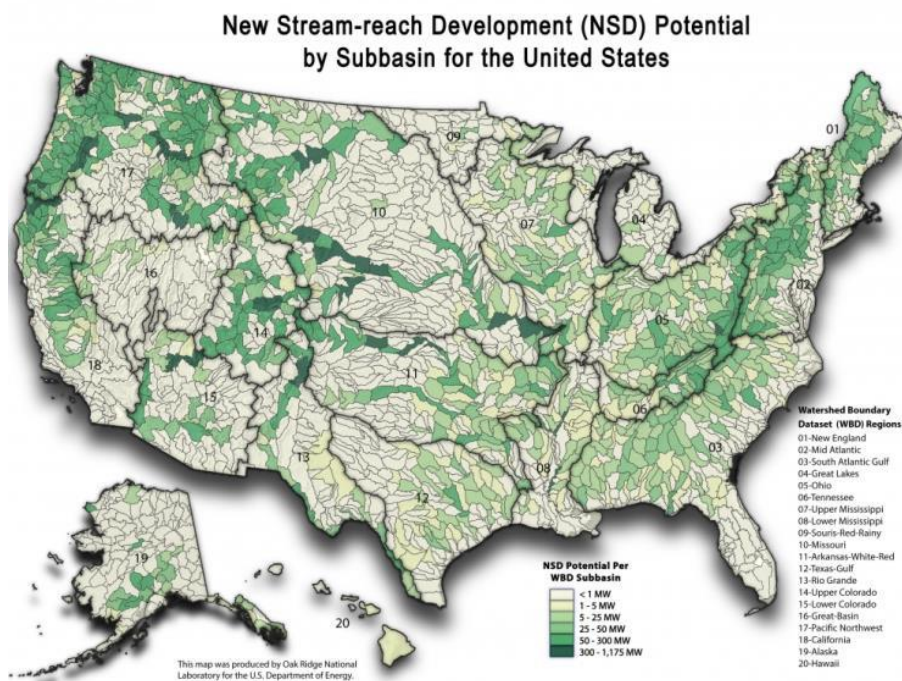 New Stream-reach Development (NSD) Potential
by Subbasin for the United States
09
01
17
10
07
04
16
02
05
14
18
11
15
06
Watershed Boundary
Dataset (WBD) Regions
01-New England
02-Mid Atlantic
03-South Atlantic Gulf
04-Great Lakes
05-Ohio
06-Tennessee
07-Upper Mississippi
08-Lower Mississippi
09-Souris-Red-Rainy
10-Missouri
11-Arkansas-White-Red
12-Texas-Gulf
13-Rio Grande
14-Upper Colorado
15-Lower Colorado
16-Great-Basin
17-Pacific Northwest
18-California
19-Alaska
20-Hawaii
03
13
08
12
19
20
NSD Potential Per
WBD Subbasin
< 1 MW
1 - 5 MW
5 - 25 MW
25 - 50 MW
50 - 300 MW
300 - 1,175 MW
This map was produced by Oak Ridge National
Laboratory for the U.S. Department of Energy.